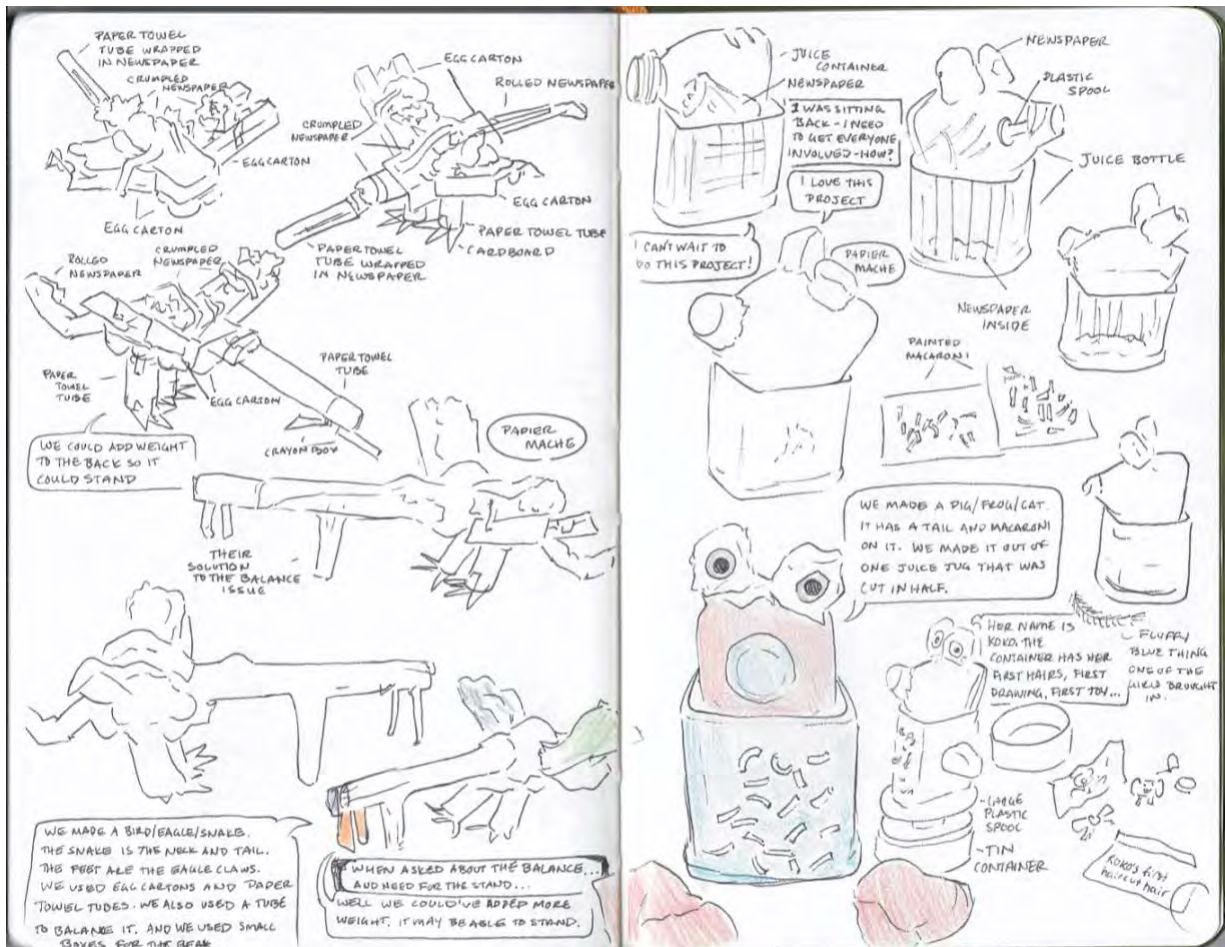 PAPER TOWEL
TUBE WRAPPED
IN NEWSPAPER
CRUMPLED
NEWSPAPER
EGG CARTON
EGG CARTON
EGG CARTON
ROLLED NEWSPAPER
CRUMPLED
NEWSPAPER
EGG CARTON
PAPER TOWEL TUBE
CARDBOARD
PAPER TOWEL
TUBE WRAPPED
IN NEWSPAPER
ROLLED
NEWSPAPER
CRUMPLED
NEWSPAPER
PAPER
TOWEL
TUBE
EGG CARTON
PAPER TOWEL
TUBE
CRAYON BOX
WE COULD ADD WEIGHT
TO THE BACK SO IT
COULD STAND
PAPIER
MACHE
THEIR
SOLUTION
TO THE BALANCE
ISSUE
WE MADE A BIRD/EAGLE/SNAKE.
THE SNAKE IS THE NECK AND TAIL.
THE FEET ARE THE EAGLE CLAWS.
WE USED EGG CARTONS AND PAPER
TOWEL TUBES. WE ALSO USED A TUBE
TO BALANCE IT. AND WE USED SMALL
BOXES FOR THE BEAK
WHEN ASKED ABOUT THE BALANCE...
AND NEED FOR THE STAND...
WELL WE COULD'VE ADDED MORE
WEIGHT. IT MAY BE ABLE TO STAND.
JUICE
CONTAINER
NEWSPAPER
I WAS SITTING
BACK - I NEED
TO GET EVERYONE
INVOLVED - HOW?
I LOVE THIS
PROJECT
I CAN'T WAIT TO
DO THIS PROJECT!
PAPIER
MACHE
NEWSPAPER
PLASTIC
SPOOL
JUICE BOTTLE
NEWSPAPER
INSIDE
PAINTED
MACARONI
WE MADE A PIG/FROG/CAT.
IT HAS A TAIL AND MACARONI
ON IT. WE MADE IT OUT OF
ONE JUICE JUG THAT WAS
CUT IN HALF.
HER NAME IS
KOKO. THE
CONTAINER HAS HER
FIRST HAIRS, FIRST
DRAWING, FIRST TOY...
FLUFFY
BLUE THING
ONE OF THE
GIRLS BROUGHT
IN.
-LARGE
PLASTIC
SPOOL
-TIN
CONTAINER
Koko's first
haircut hair